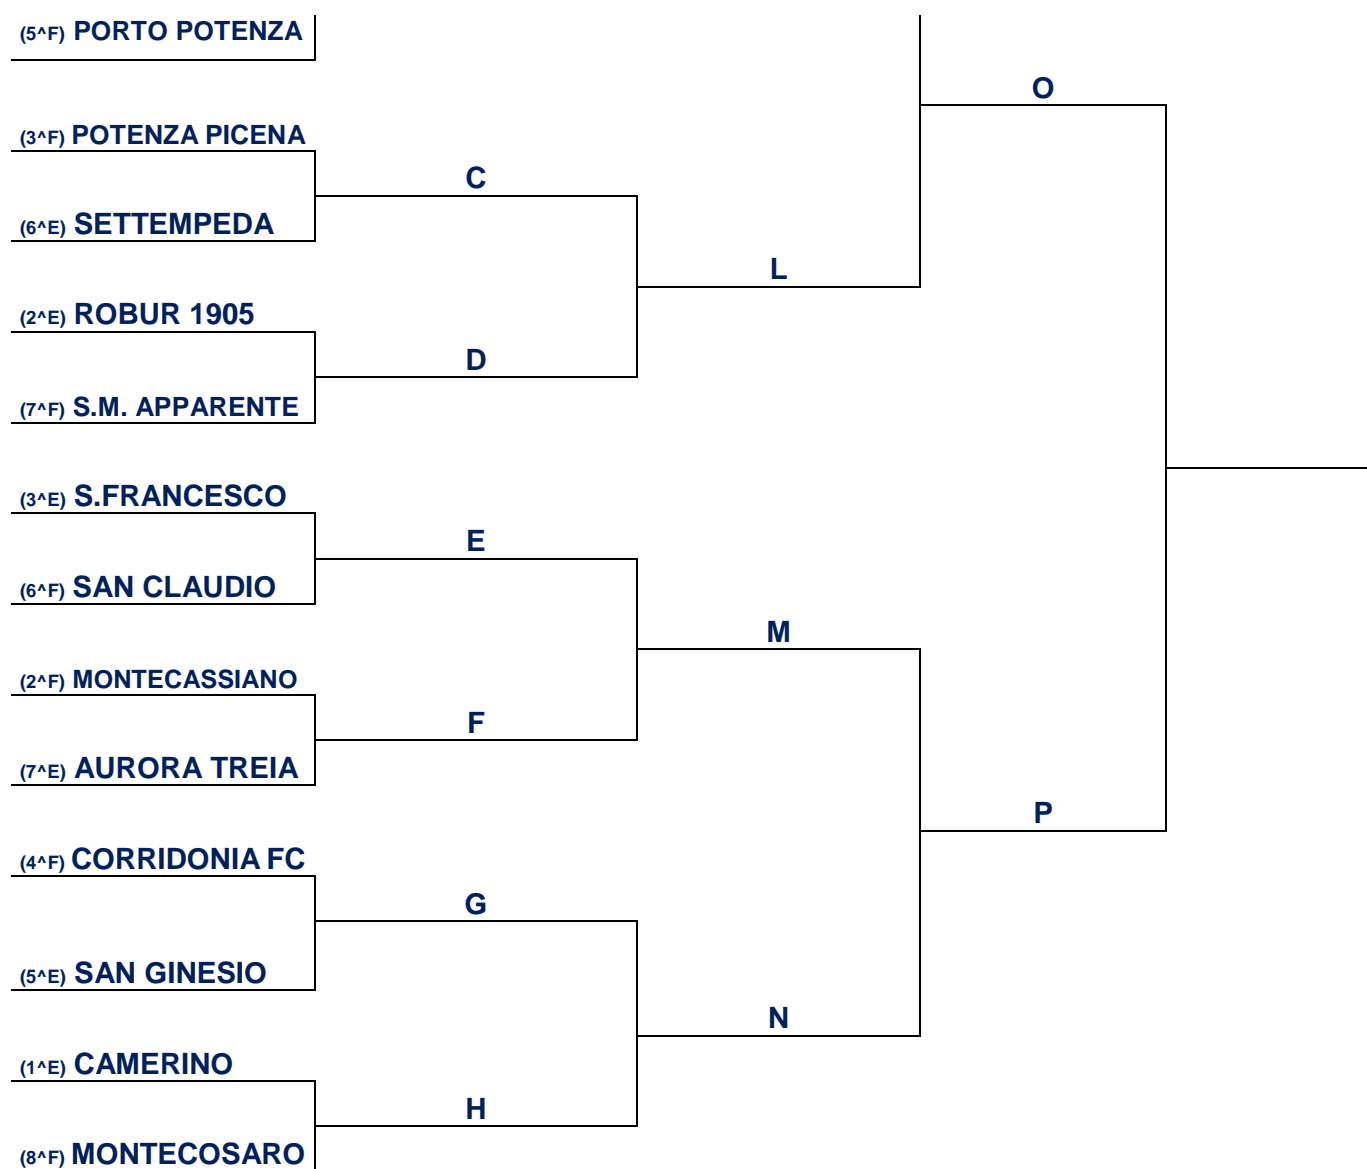 (5^F) PORTO POTENZA
O
(3^F) POTENZA PICENA
C
(6^E) SETTEMPEDA
L
(2^E) ROBUR 1905
D
(7^F) S.M. APPARENTE
(3^E) S.FRANCESCO
E
(6^F) SAN CLAUDIO
M
(2^F) MONTECASSIANO
F
(7^E) AURORA TREIA
P
(4^F) CORRIDONIA FC
G
(5^E) SAN GINESIO
N
(1^E) CAMERINO
H
(8^F) MONTECOSARO